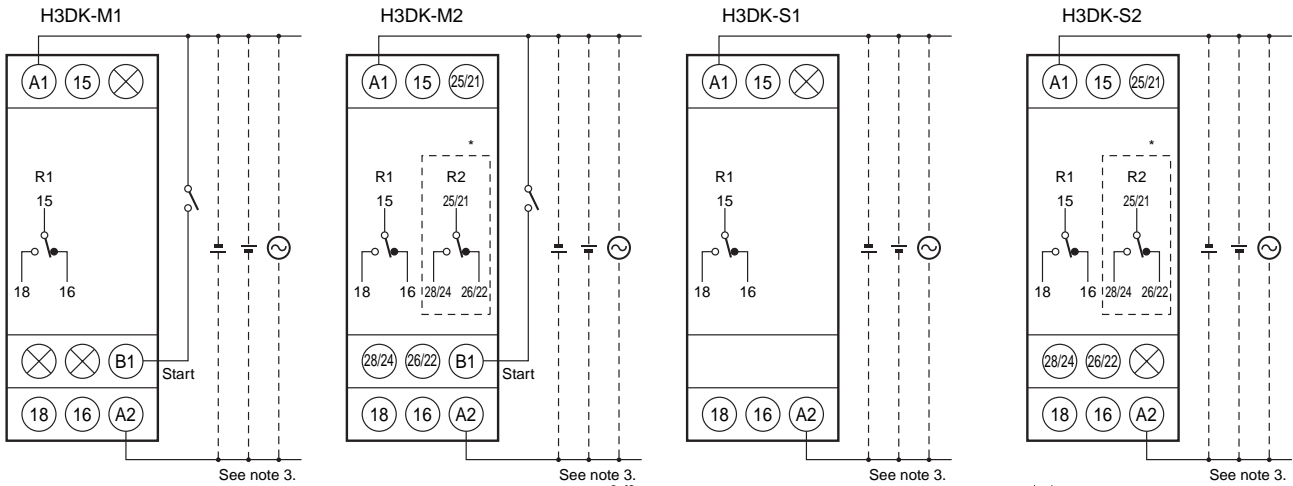 H3DK-M1
A1 15
R1
15
18 16
B1
Start
18 16 A2
See note 3.
H3DK-M2
A1 15 25/21
*
R1 R2
15 25/21
18 16 28/24 26/22
28/24 26/22 B1
Start
18 16 A2
See note 3.
H3DK-S1
A1 15
R1
15
18 16
18 16 A2
See note 3.
H3DK-S2
A1 15 25/21
*
R1 R2
15 25/21
18 16 28/24 26/22
28/24 26/22
18 16 A2
See note 3.